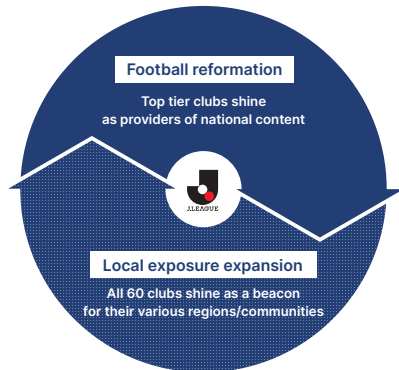 Football reformation
Top tier clubs shine
as providers of national content
J.LEAGUE
Local exposure expansion
All 60 clubs shine as a beacon
for their various regions/communities